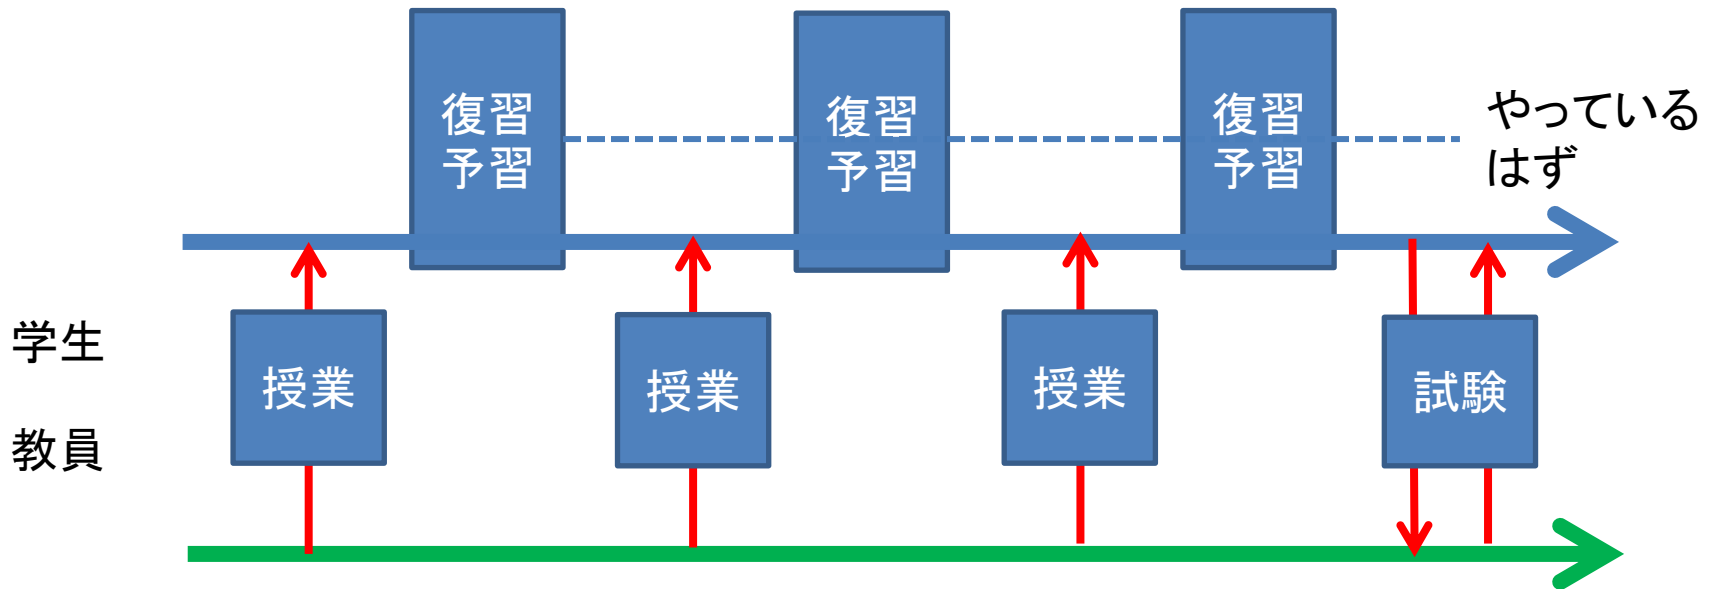 復習
予習
復習
予習
復習
予習
やっている
はず
学生
授業
授業
授業
試験
教員